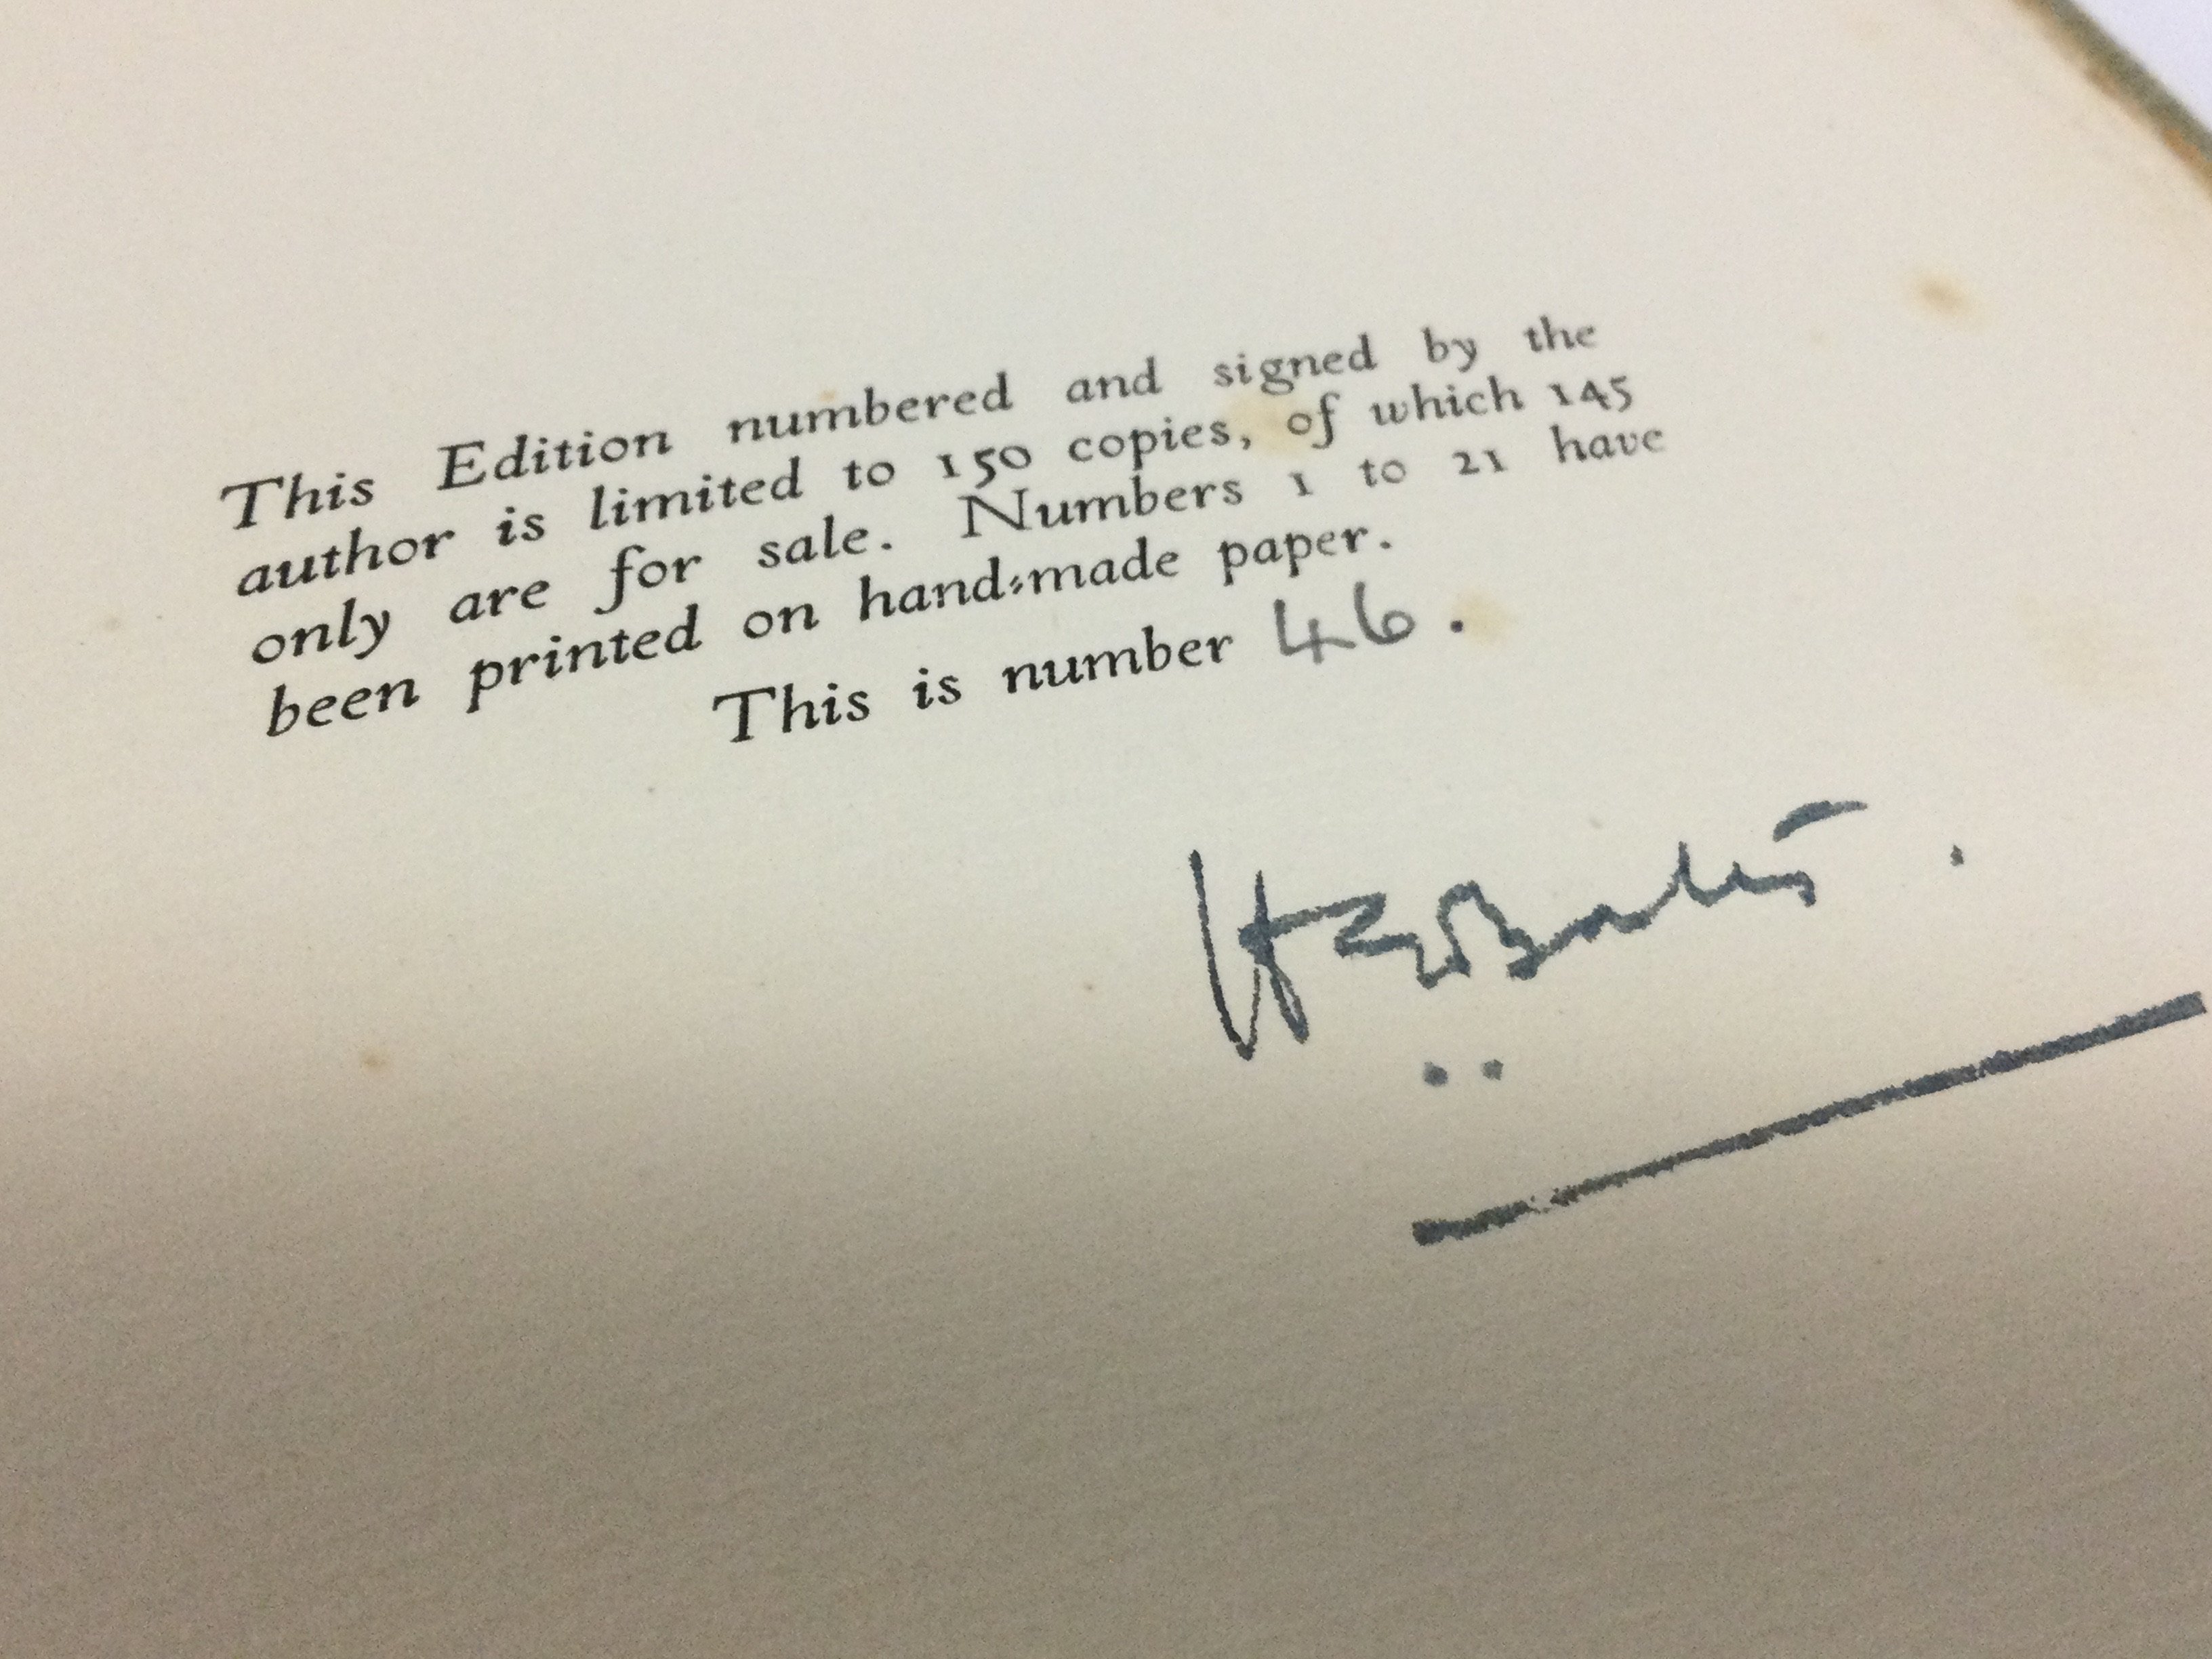 This Edition numbered and signed by the
author is limited to 150 copies, of which 145
only are for sale. Numbers 1 to 21 have
been printed on hand-made paper.
This is number 46.
H E Bates.